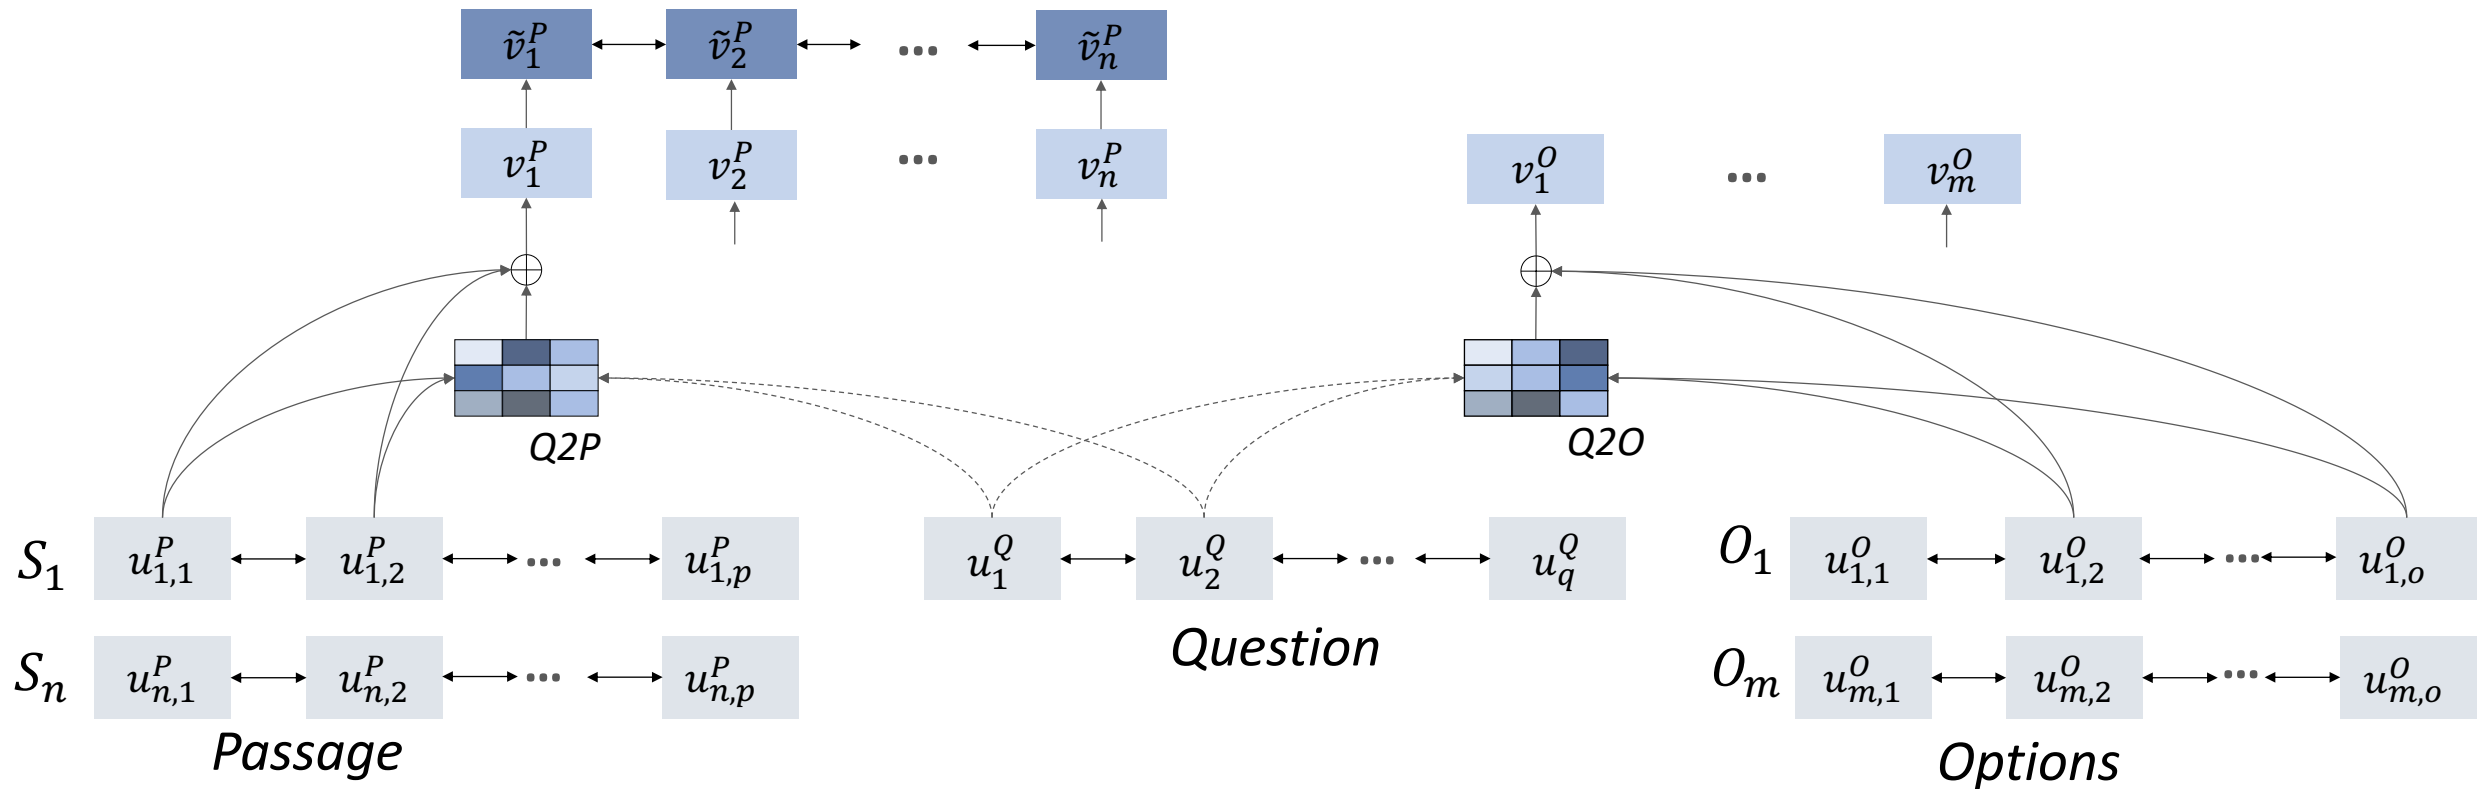 ṽ₁ᴾ ṽ₂ᴾ ... ṽₙᴾ
v₁ᴾ v₂ᴾ ... vₙᴾ v₁ᴼ ... vₘᴼ
Q2P Q2O
S₁ u₁,₁ᴾ u₁,₂ᴾ ... u₁,ₚᴾ u₁^Q u₂^Q ... u_q^Q O₁ u₁,₁ᴼ u₁,₂ᴼ ... u₁,ₒᴼ
Sₙ uₙ,₁ᴾ uₙ,₂ᴾ ... uₙ,ₚᴾ Question Oₘ uₘ,₁ᴼ uₘ,₂ᴼ ... uₘ,ₒᴼ
Passage Options